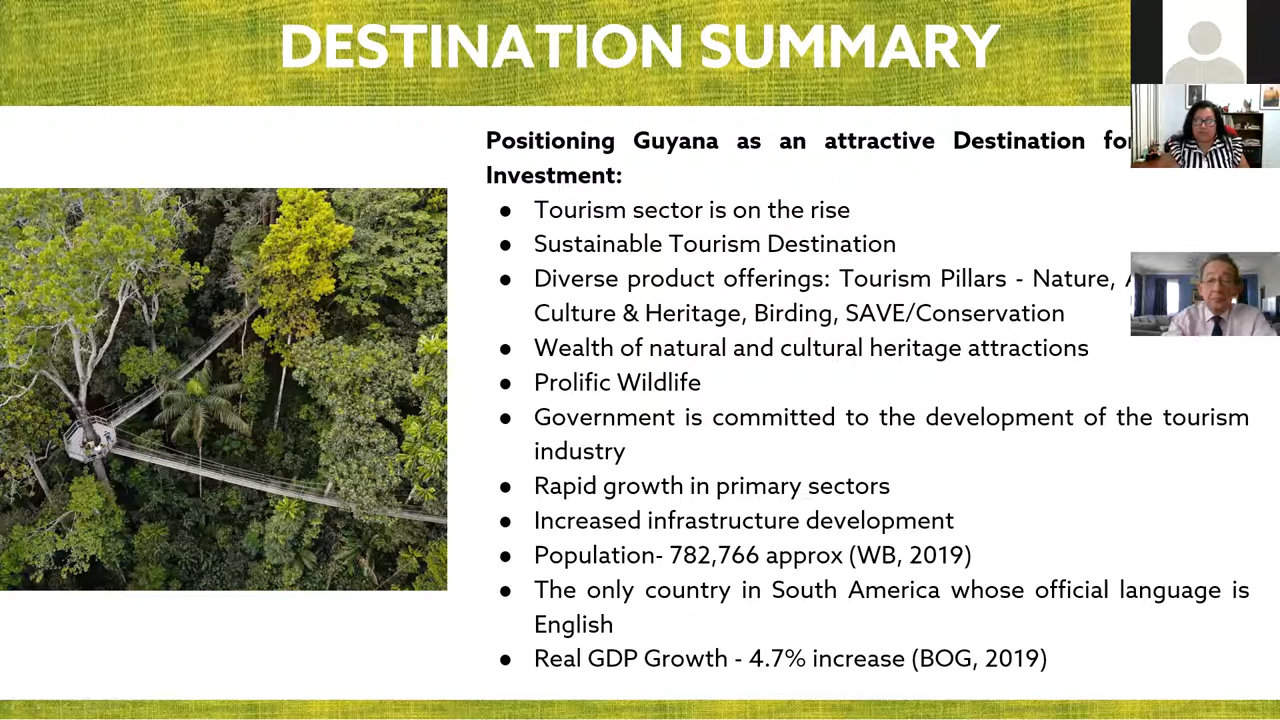 DESTINATION SUMMARY
Positioning Guyana as an attractive Destination for
Investment:
● Tourism sector is on the rise
● Sustainable Tourism Destination
● Diverse product offerings: Tourism Pillars - Nature,
Culture & Heritage, Birding, SAVE/Conservation
● Wealth of natural and cultural heritage attractions
● Prolific Wildlife
● Government is committed to the development of the tourism
industry
● Rapid growth in primary sectors
● Increased infrastructure development
● Population- 782,766 approx (WB, 2019)
● The only country in South America whose official language is
English
● Real GDP Growth - 4.7% increase (BOG, 2019)